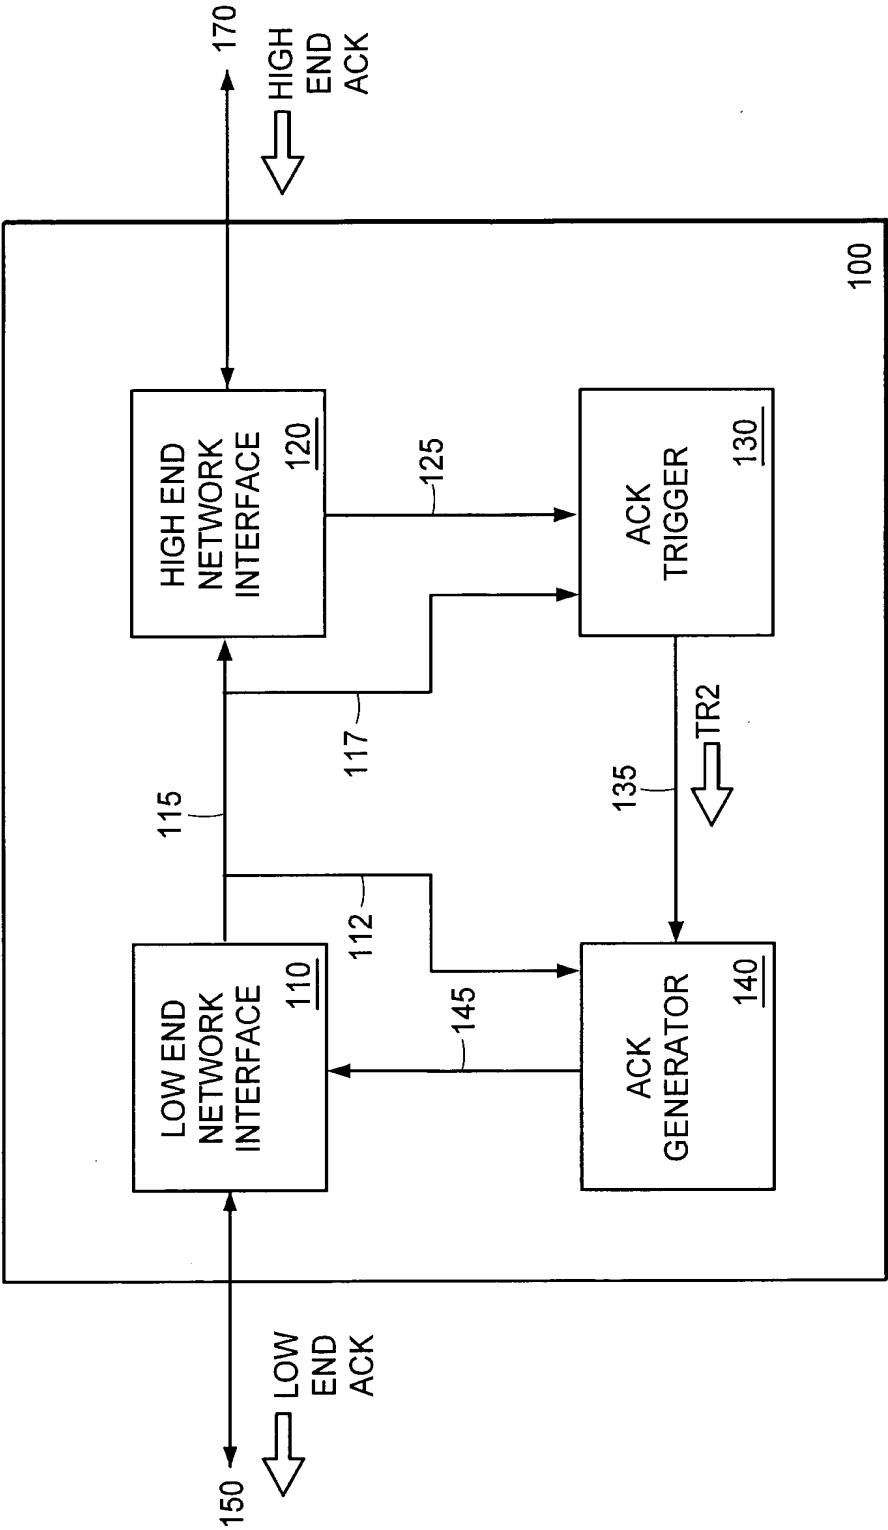 150
LOW
END
ACK
LOW END
NETWORK
INTERFACE
110
115
112
117
HIGH END
NETWORK
INTERFACE
120
170
HIGH
END
ACK
145
125
ACK
GENERATOR
140
135
TR2
ACK
TRIGGER
130
100